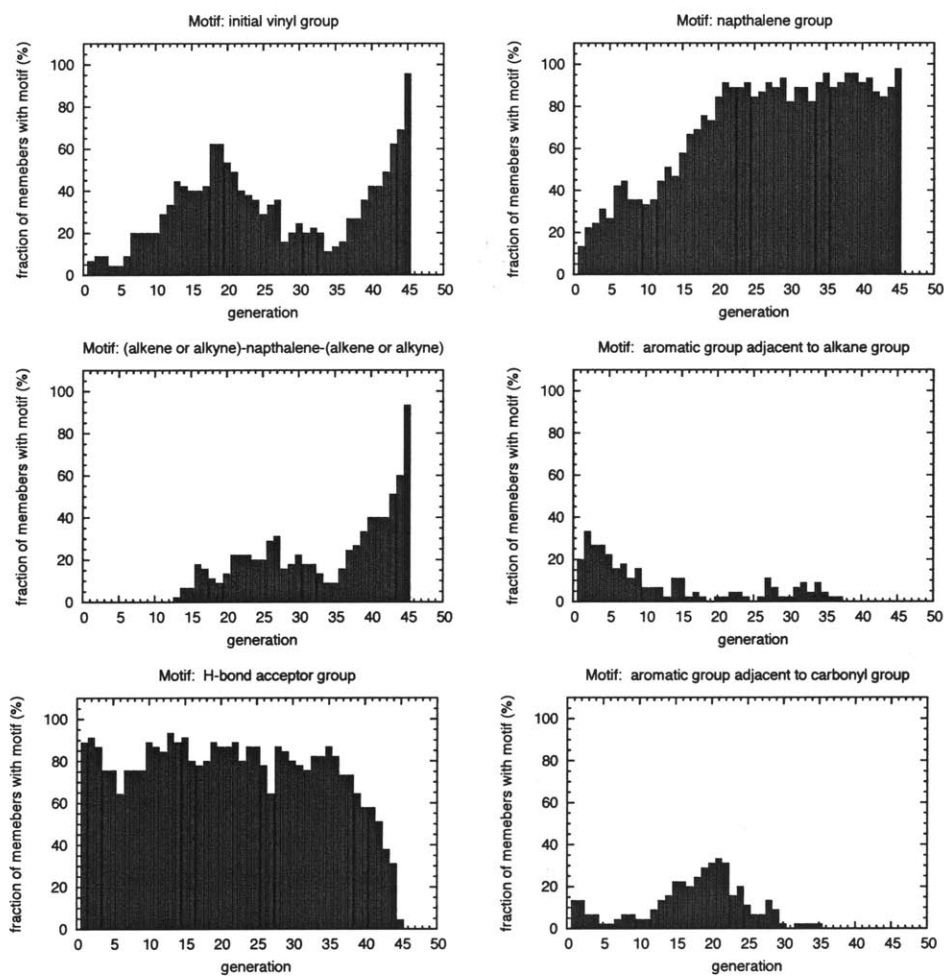 Motif: initial vinyl group
fraction of memebers with motif (%)
100
80
60
40
20
0
0 5 10 15 20 25 30 35 40 45 50
generation
Motif: napthalene group
fraction of memebers with motif (%)
100
80
60
40
20
0
0 5 10 15 20 25 30 35 40 45 50
generation
Motif: (alkene or alkyne)-napthalene-(alkene or alkyne)
fraction of memebers with motif (%)
100
80
60
40
20
0
0 5 10 15 20 25 30 35 40 45 50
generation
Motif: aromatic group adjacent to alkane group
fraction of memebers with motif (%)
100
80
60
40
20
0
0 5 10 15 20 25 30 35 40 45 50
generation
Motif: H-bond acceptor group
fraction of memebers with motif (%)
100
80
60
40
20
0
0 5 10 15 20 25 30 35 40 45 50
generation
Motif: aromatic group adjacent to carbonyl group
fraction of memebers with motif (%)
100
80
60
40
20
0
0 5 10 15 20 25 30 35 40 45 50
generation